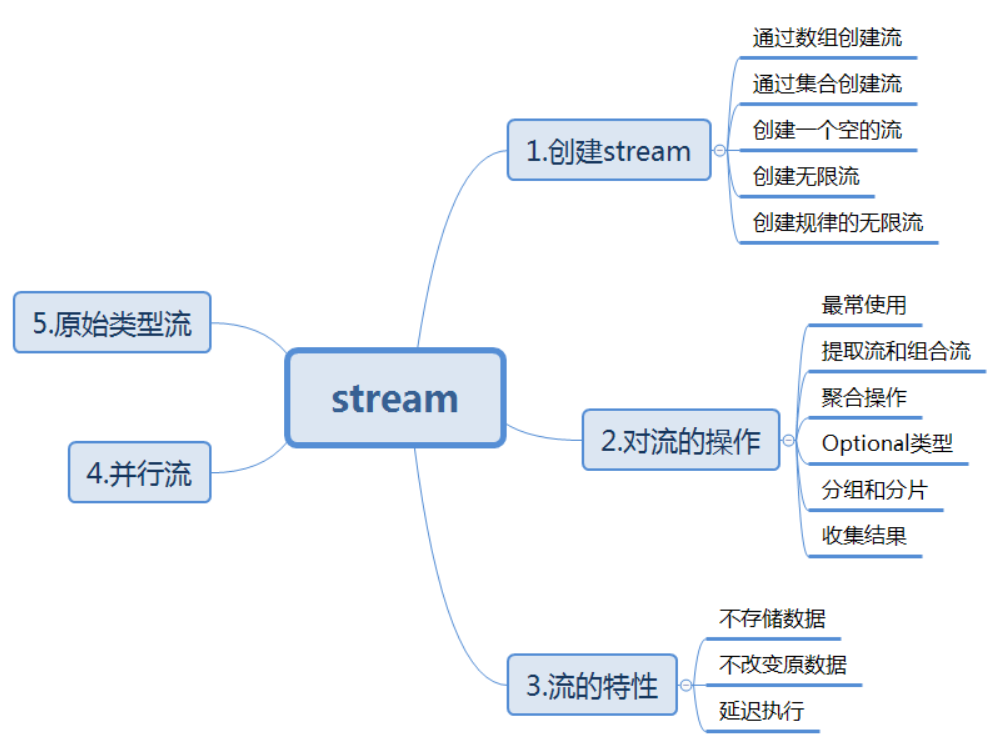 stream
1.创建stream
通过数组创建流
通过集合创建流
创建一个空的流
创建无限流
创建规律的无限流
2.对流的操作
最常使用
提取流和组合流
聚合操作
Optional类型
分组和分片
收集结果
3.流的特性
不存储数据
不改变原数据
延迟执行
4.并行流
5.原始类型流